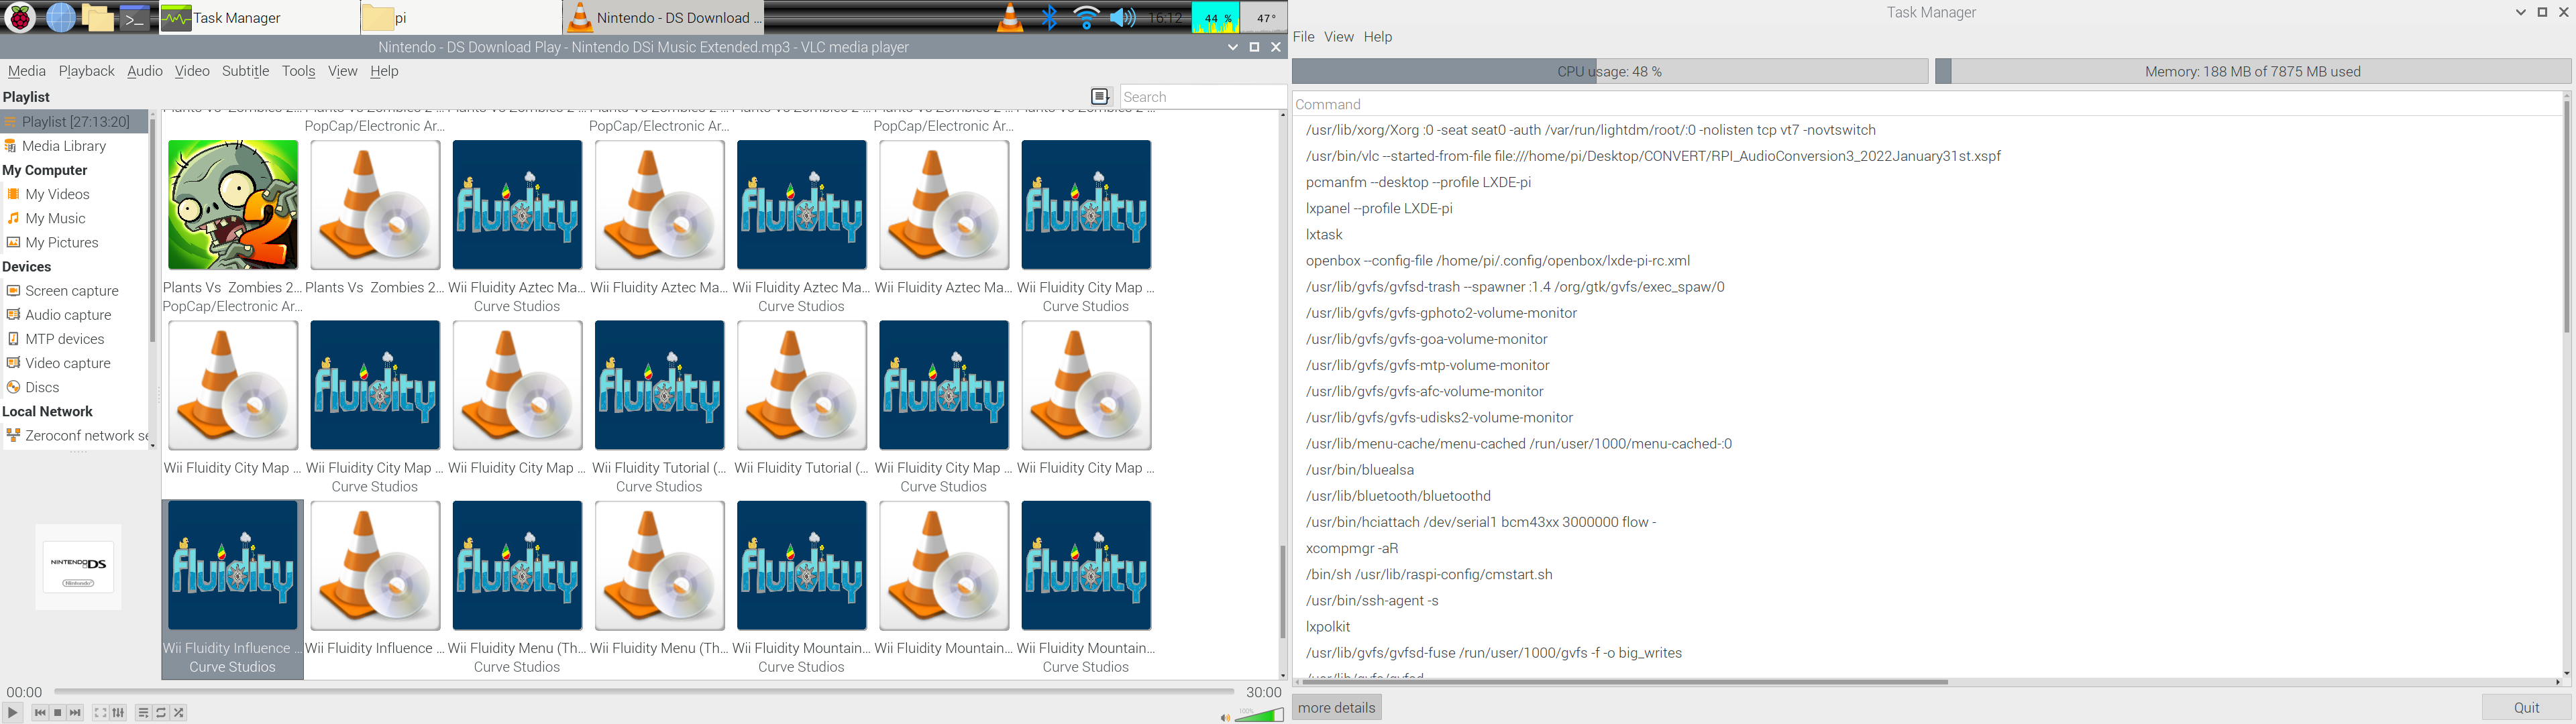 Task Manager
pi
Nintendo - DS Download ...
16:12
44 %
47°
Nintendo - DS Download Play - Nintendo DSi Music Extended.mp3 - VLC media player
Media Playback Audio Video Subtitle Tools View Help
Playlist
Search
Playlist [27:13:20]
Media Library
My Computer
My Videos
My Music
My Pictures
Devices
Screen capture
Audio capture
MTP devices
Video capture
Discs
Local Network
Zeroconf network se
PopCap/Electronic Ar... PopCap/Electronic Ar... PopCap/Electronic Ar...
2
fluidity fluidity fluidity
Plants Vs Zombies 2... Plants Vs Zombies 2... Wii Fluidity Aztec Ma... Wii Fluidity Aztec Ma... Wii Fluidity Aztec Ma... Wii Fluidity Aztec Ma... Wii Fluidity City Map ...
PopCap/Electronic Ar... Curve Studios Curve Studios Curve Studios
fluidity fluidity fluidity
Wii Fluidity City Map ... Wii Fluidity City Map ... Wii Fluidity City Map ... Wii Fluidity Tutorial (... Wii Fluidity Tutorial (... Wii Fluidity City Map ... Wii Fluidity City Map ...
Curve Studios Curve Studios Curve Studios
fluidity fluidity fluidity fluidity
Wii Fluidity Influence ... Wii Fluidity Influence ... Wii Fluidity Menu (Th... Wii Fluidity Menu (Th... Wii Fluidity Mountain... Wii Fluidity Mountain... Wii Fluidity Mountain...
Curve Studios Curve Studios Curve Studios Curve Studios
NINTENDO DS
Nintendo
00:00
30:00
100%
Task Manager
File View Help
CPU usage: 48 %
Memory: 188 MB of 7875 MB used
Command
/usr/lib/xorg/Xorg :0 -seat seat0 -auth /var/run/lightdm/root/:0 -nolisten tcp vt7 -novtswitch
/usr/bin/vlc --started-from-file file:///home/pi/Desktop/CONVERT/RPI_AudioConversion3_2022January31st.xspf
pcmanfm --desktop --profile LXDE-pi
lxpanel --profile LXDE-pi
lxtask
openbox --config-file /home/pi/.config/openbox/lxde-pi-rc.xml
/usr/lib/gvfs/gvfsd-trash --spawner :1.4 /org/gtk/gvfs/exec_spaw/0
/usr/lib/gvfs/gvfs-gphoto2-volume-monitor
/usr/lib/gvfs/gvfs-goa-volume-monitor
/usr/lib/gvfs/gvfs-mtp-volume-monitor
/usr/lib/gvfs/gvfs-afc-volume-monitor
/usr/lib/gvfs/gvfs-udisks2-volume-monitor
/usr/lib/menu-cache/menu-cached /run/user/1000/menu-cached-:0
/usr/bin/bluealsa
/usr/lib/bluetooth/bluetoothd
/usr/bin/hciattach /dev/serial1 bcm43xx 3000000 flow -
xcompmgr -aR
/bin/sh /usr/lib/raspi-config/cmstart.sh
/usr/bin/ssh-agent -s
lxpolkit
/usr/lib/gvfs/gvfsd-fuse /run/user/1000/gvfs -f -o big_writes
more details
Quit